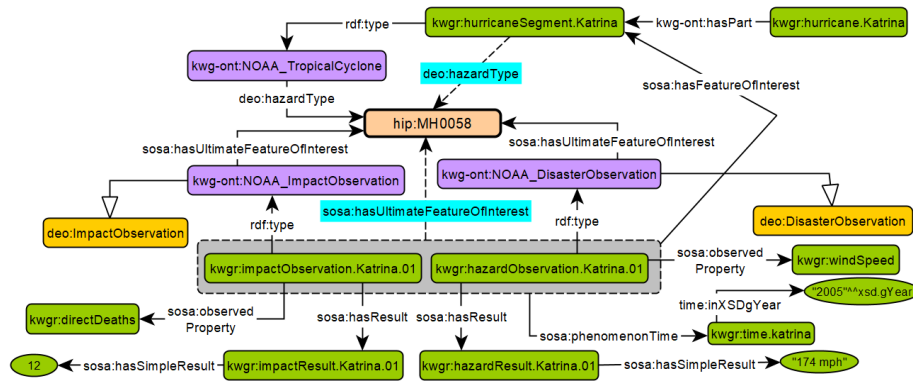 rdf:type
kwgr:hurricaneSegment.Katrina
kwg-ont:hasPart
kwgr:hurricane.Katrina
kwg-ont:NOAA_TropicalCyclone
deo:hazardType
sosa:hasFeatureOfInterest
deo:hazardType
hip:MH0058
sosa:hasUltimateFeatureOfInterest
sosa:hasUltimateFeatureOfInterest
kwg-ont:NOAA_ImpactObservation
kwg-ont:NOAA_DisasterObservation
sosa:hasUltimateFeatureOfInterest
deo:ImpactObservation
rdf:type
rdf:type
deo:DisasterObservation
kwgr:impactObservation.Katrina.01
kwgr:hazardObservation.Katrina.01
sosa:observed
Property
kwgr:windSpeed
"2005"^^xsd.gYear
time:inXSDgYear
kwgr:directDeaths
sosa:observed
Property
sosa:hasResult
sosa:hasResult
sosa:phenomenonTime
kwgr:time.katrina
12
sosa:hasSimpleResult
kwgr:impactResult.Katrina.01
kwgr:hazardResult.Katrina.01
sosa:hasSimpleResult
"174 mph"